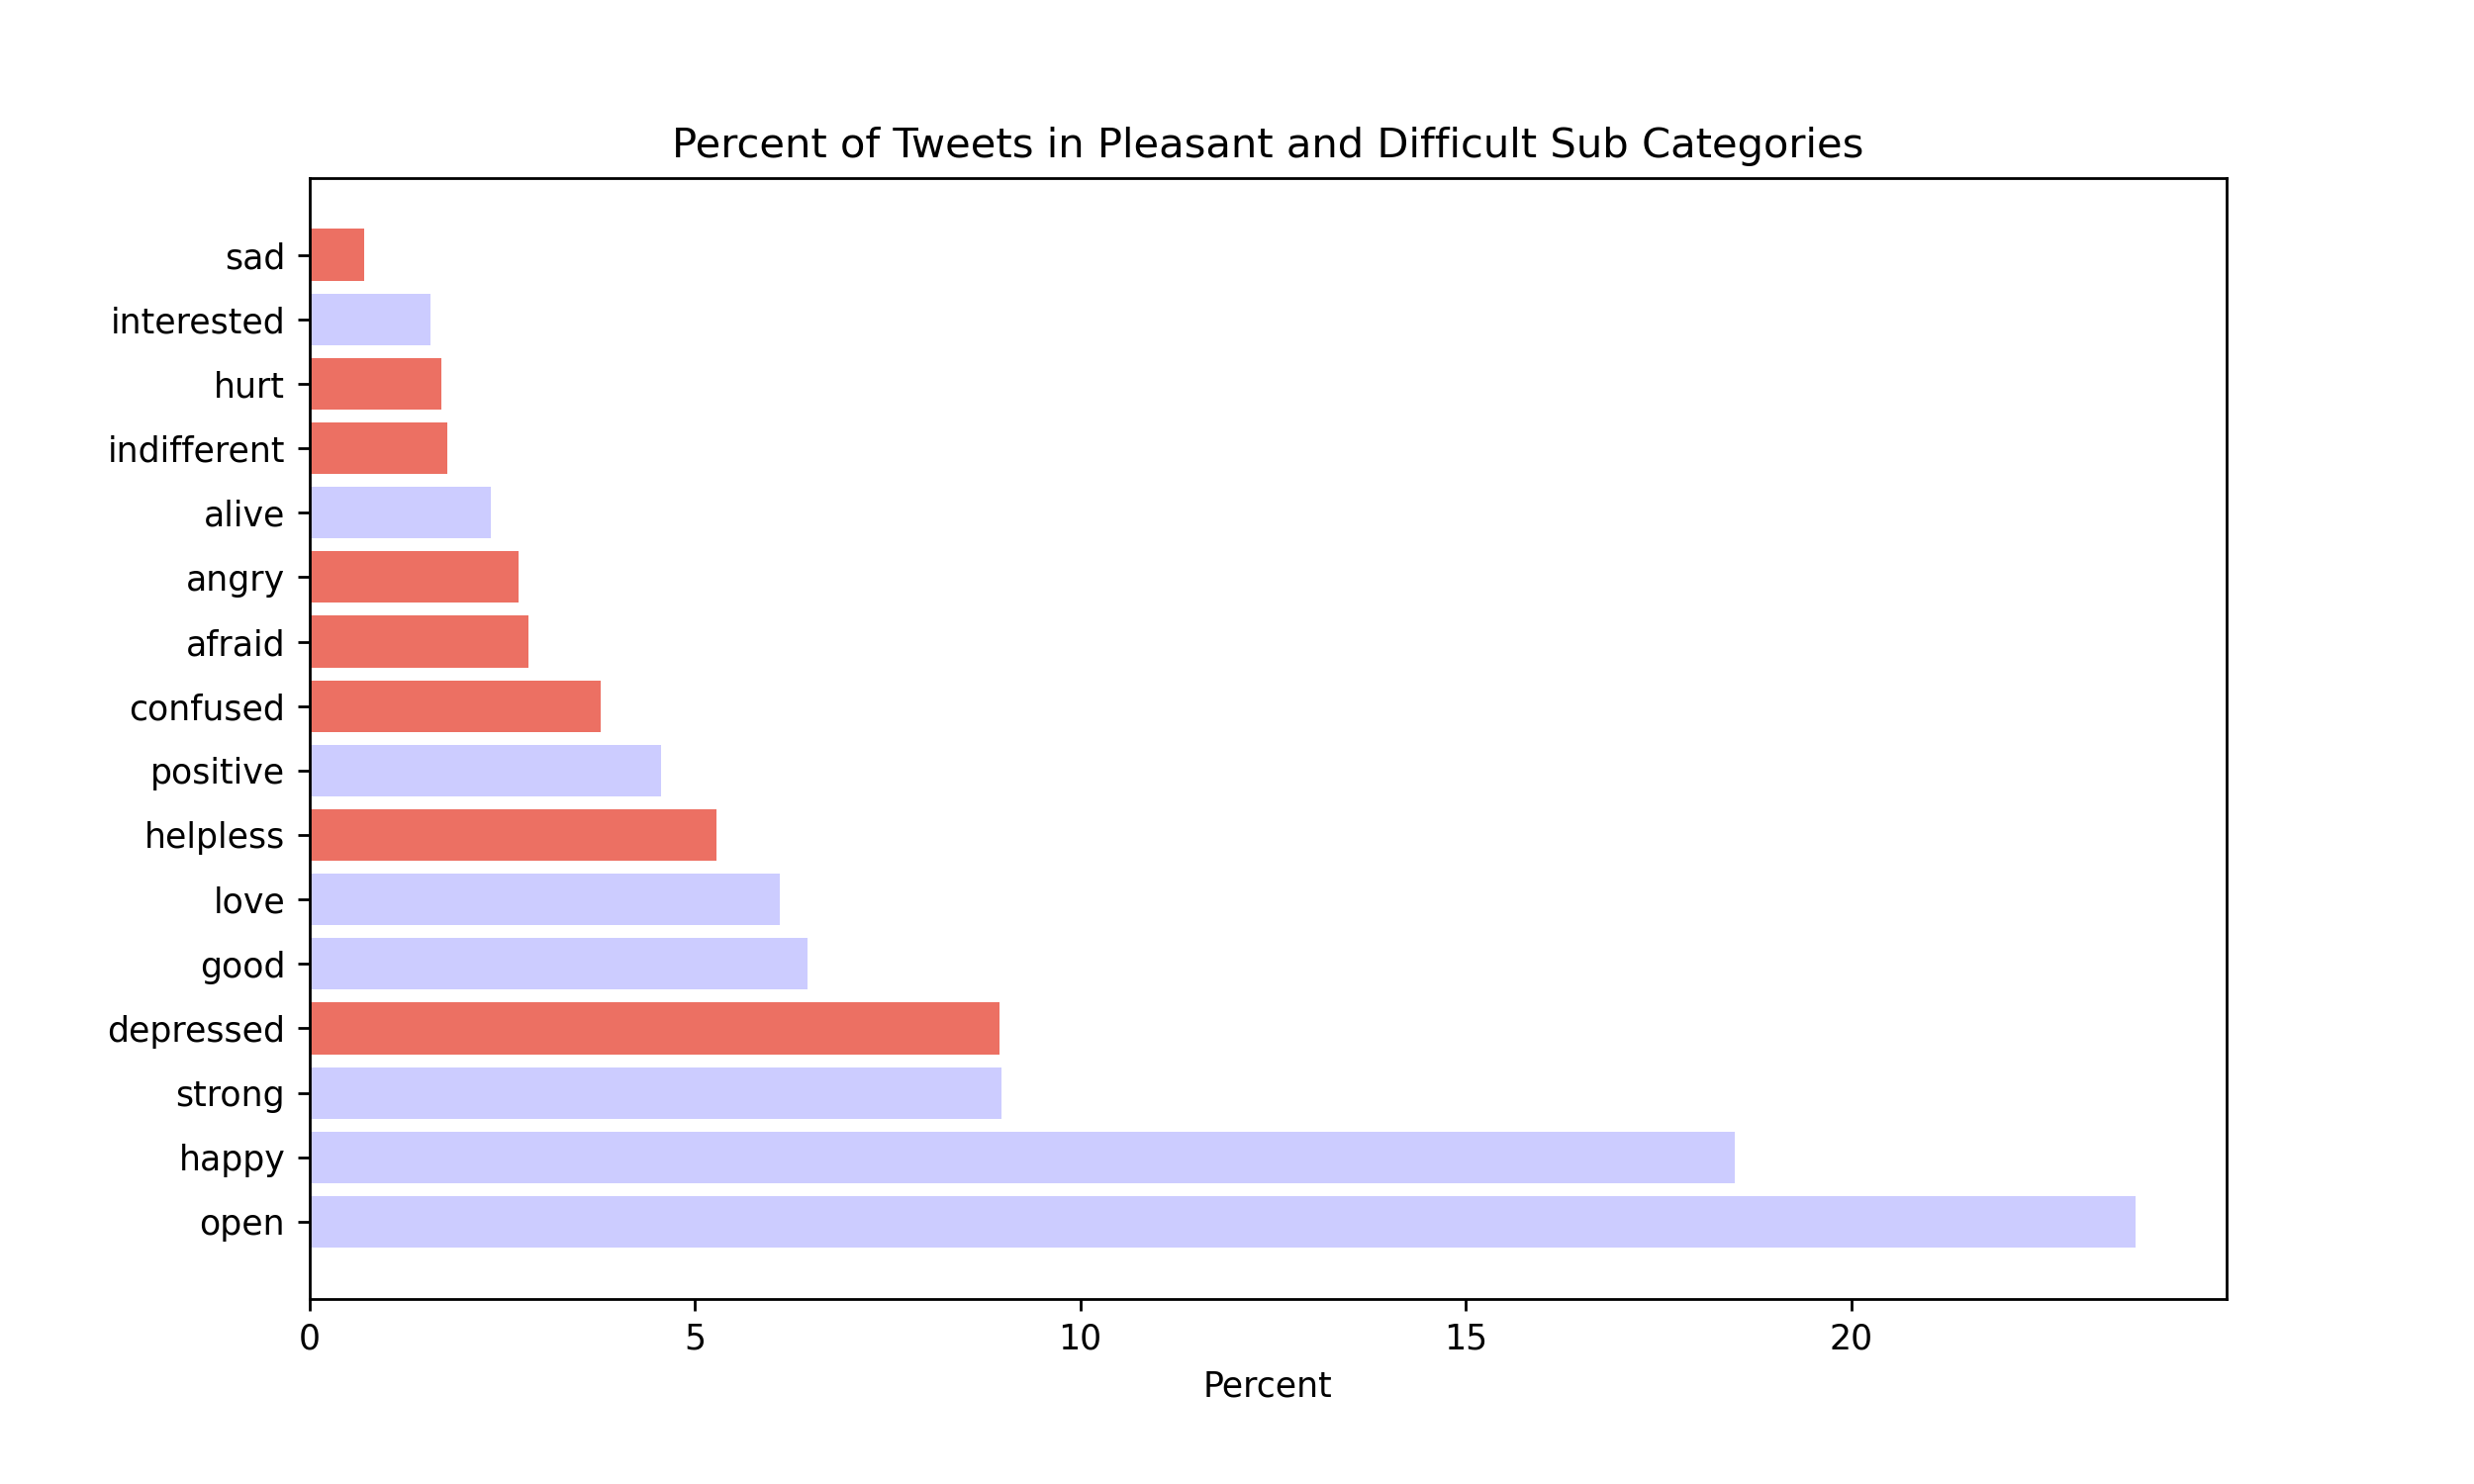 Percent of Tweets in Pleasant and Difficult Sub Categories
sad
interested
hurt
indifferent
alive
angry
afraid
confused
positive
helpless
love
good
depressed
strong
happy
open
0 5 10 15 20
Percent